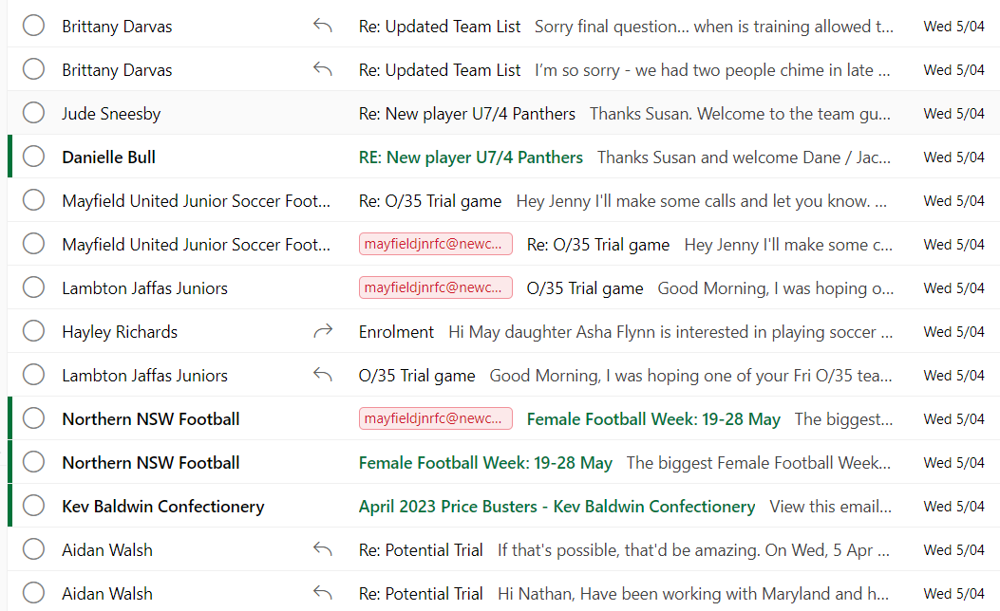 Brittany Darvas Re: Updated Team List Sorry final question... when is training allowed t... Wed 5/04
Brittany Darvas Re: Updated Team List I'm so sorry - we had two people chime in late ... Wed 5/04
Jude Sneesby Re: New player U7/4 Panthers Thanks Susan. Welcome to the team gu... Wed 5/04
Danielle Bull RE: New player U7/4 Panthers Thanks Susan and welcome Dane / Jac... Wed 5/04
Mayfield United Junior Soccer Foot... Re: O/35 Trial game Hey Jenny I'll make some calls and let you know. ... Wed 5/04
Mayfield United Junior Soccer Foot... mayfieldjnrfc@newc... Re: O/35 Trial game Hey Jenny I'll make some c... Wed 5/04
Lambton Jaffas Juniors mayfieldjnrfc@newc... O/35 Trial game Good Morning, I was hoping o... Wed 5/04
Hayley Richards Enrolment Hi May daughter Asha Flynn is interested in playing soccer ... Wed 5/04
Lambton Jaffas Juniors O/35 Trial game Good Morning, I was hoping one of your Fri O/35 tea... Wed 5/04
Northern NSW Football mayfieldjnrfc@newc... Female Football Week: 19-28 May The biggest... Wed 5/04
Northern NSW Football Female Football Week: 19-28 May The biggest Female Football Week... Wed 5/04
Kev Baldwin Confectionery April 2023 Price Busters - Kev Baldwin Confectionery View this email... Wed 5/04
Aidan Walsh Re: Potential Trial If that's possible, that'd be amazing. On Wed, 5 Apr ... Wed 5/04
Aidan Walsh Re: Potential Trial Hi Nathan, Have been working with Maryland and h... Wed 5/04